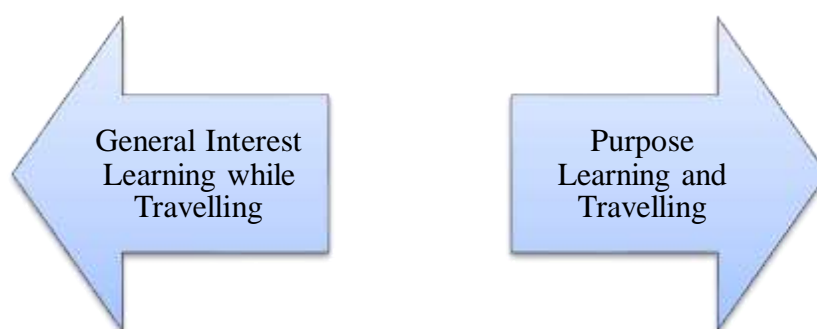 General Interest
Learning while
Travelling
Purpose
Learning and
Travelling